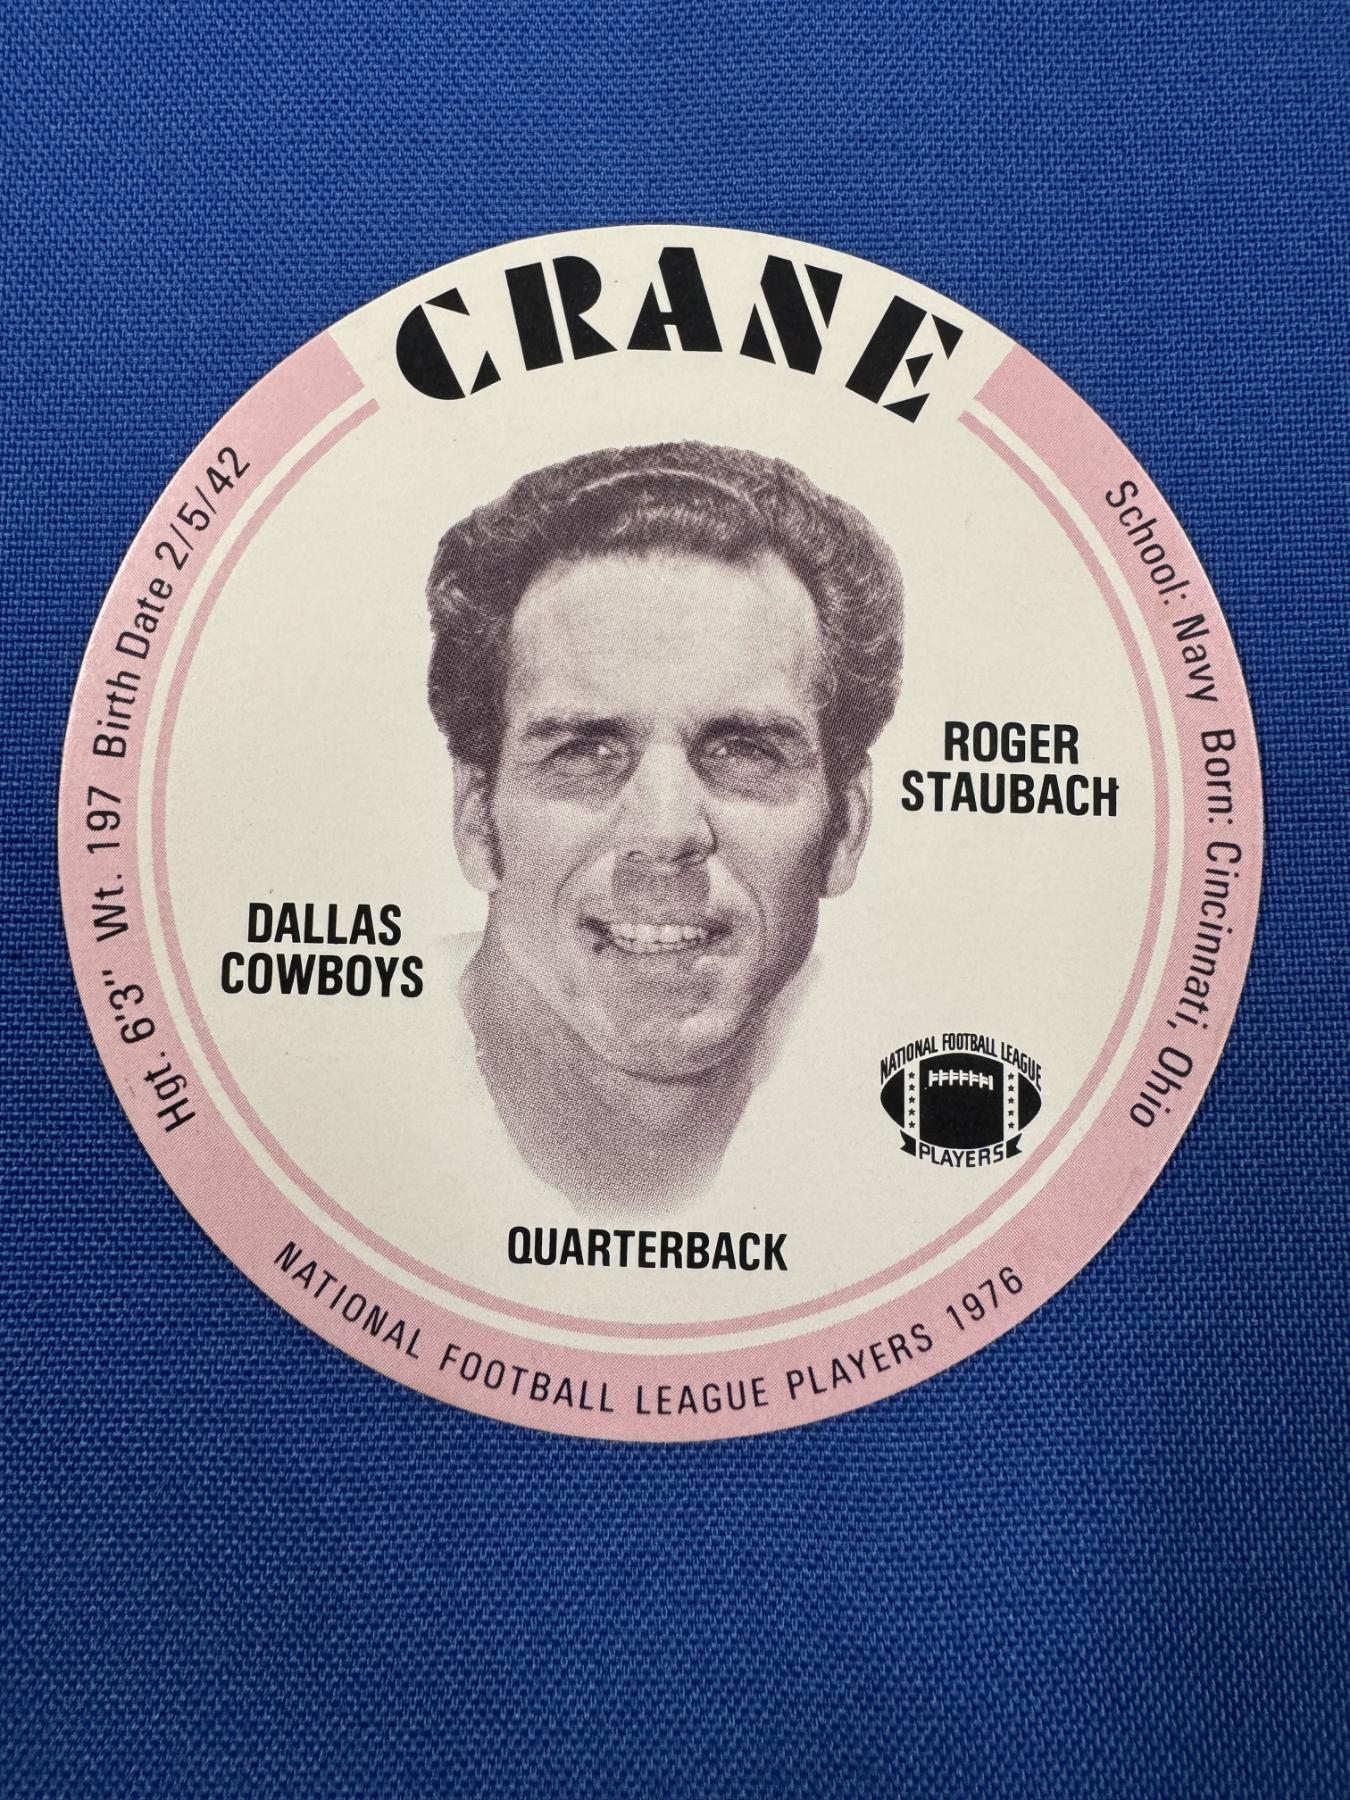 CRANE
Hgt. 6'3" Wt. 197 Birth Date 2/5/42
School: Navy Born: Cincinnati, Ohio
ROGER
STAUBACH
DALLAS
COWBOYS
NATIONAL FOOTBALL LEAGUE
PLAYERS
QUARTERBACK
NATIONAL FOOTBALL LEAGUE PLAYERS 1976